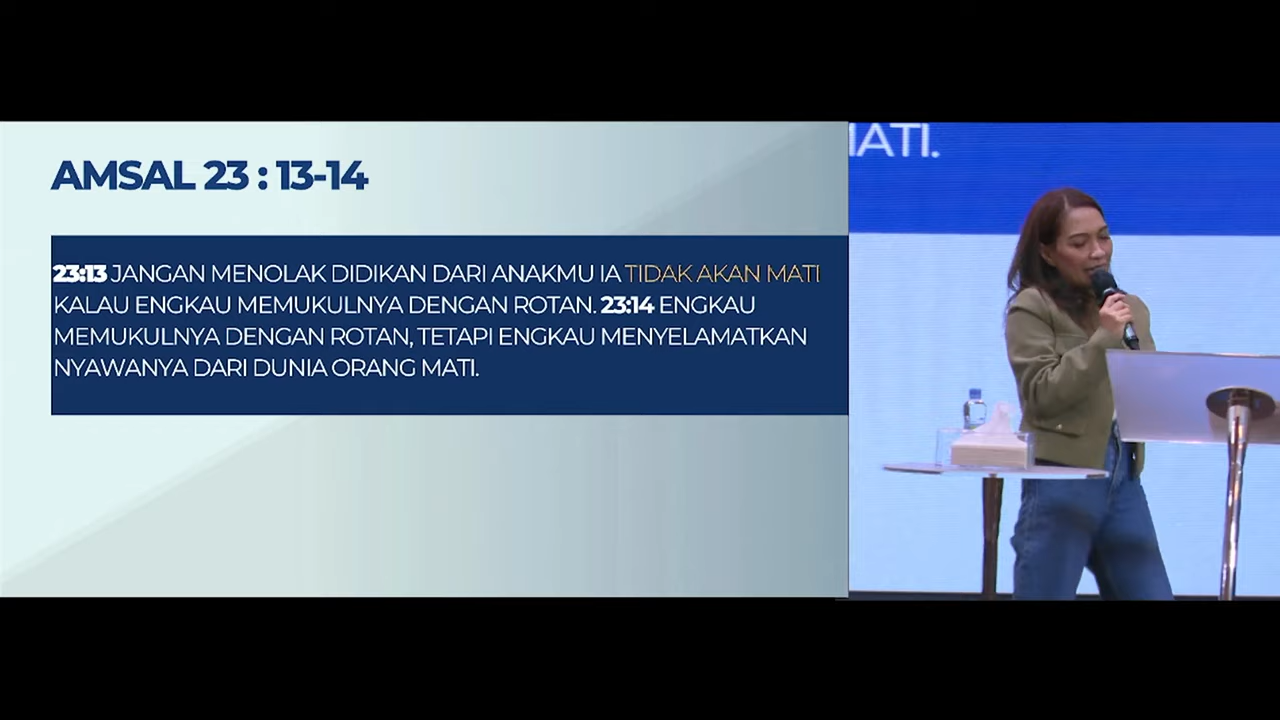 AMSAL 23 : 13-14
23:13 JANGAN MENOLAK DIDIKAN DARI ANAKMU IA TIDAK AKAN MATI
KALAU ENGKAU MEMUKULNYA DENGAN ROTAN. 23:14 ENGKAU
MEMUKULNYA DENGAN ROTAN, TETAPI ENGKAU MENYELAMATKAN
NYAWANYA DARI DUNIA ORANG MATI.
MATI.